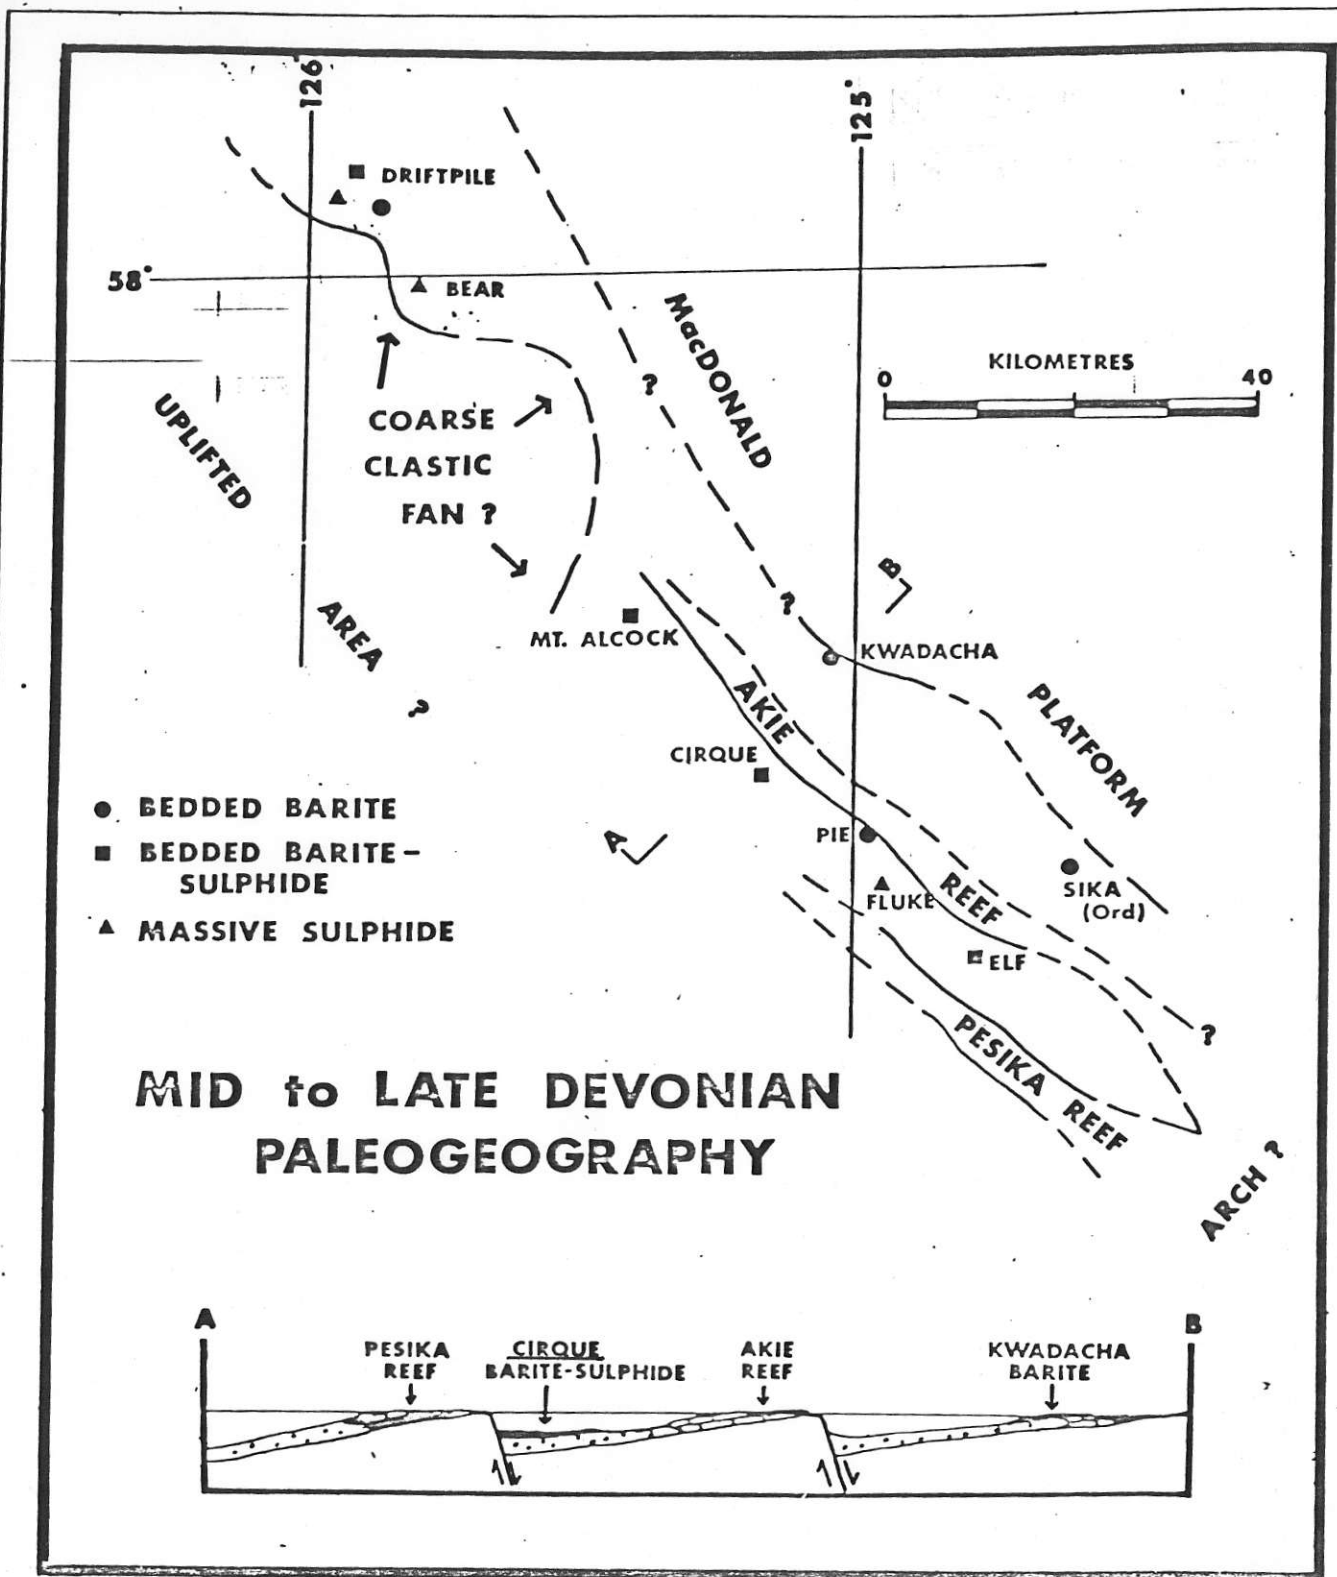 126°
125°
DRIFTPILE
58°
BEAR
MacDONALD
KILOMETRES
0 40
UPLIFTED
COARSE
CLASTIC
FAN ?
?
?
B
AREA
?
MT. ALCOCK
KWADACHA
AKIE
PLATFORM
CIRQUE
● BEDDED BARITE
■ BEDDED BARITE-
SULPHIDE
▲ MASSIVE SULPHIDE
A
PIE
FLUKE
REEF
SIKA
(Ord)
ELF
?
PESIKA REEF
MID to LATE DEVONIAN
PALEOGEOGRAPHY
ARCH ?
A
B
PESIKA
REEF
CIRQUE
BARITE-SULPHIDE
AKIE
REEF
KWADACHA
BARITE